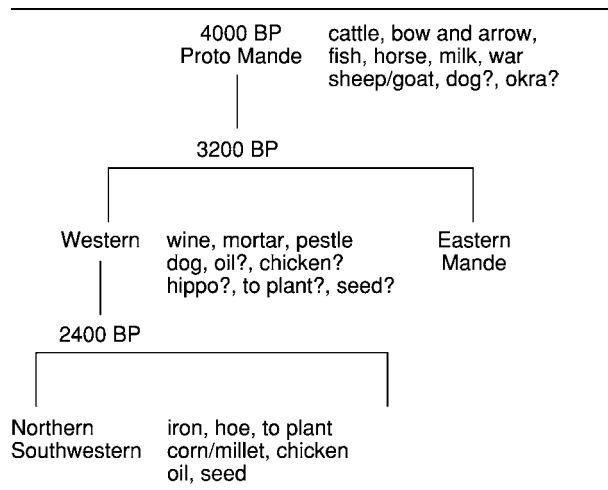 4000 BP
Proto Mande
cattle, bow and arrow,
fish, horse, milk, war
sheep/goat, dog?, okra?
3200 BP
Western
wine, mortar, pestle
dog, oil?, chicken?
hippo?, to plant?, seed?
Eastern
Mande
2400 BP
Northern
Southwestern
iron, hoe, to plant
corn/millet, chicken
oil, seed